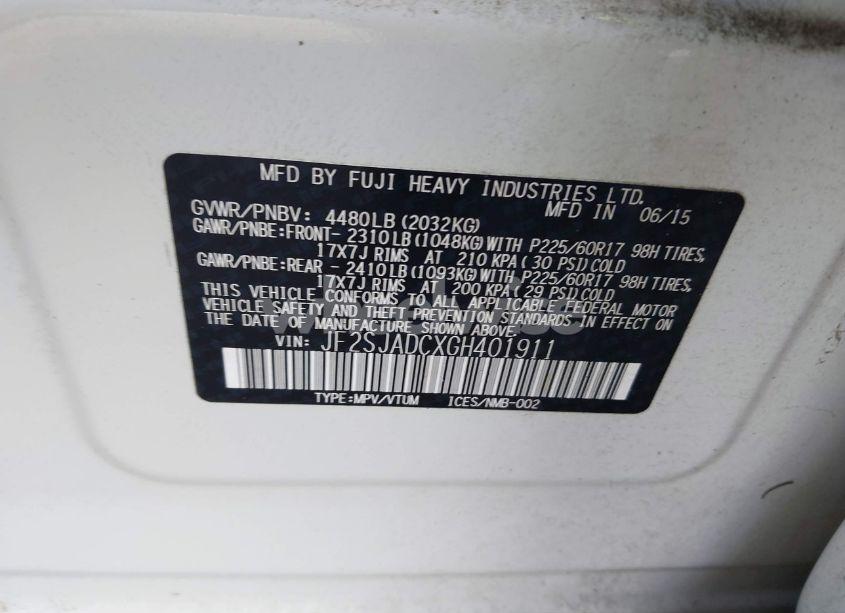 MFD BY FUJI HEAVY INDUSTRIES LTD.
GVWR/PNBV: 4480LB(2032KG) MFD IN 06/15
GAWR/PNBE:FRONT- 2310LB(1048KG)WITH P225/60R17 98H TIRES,
17X7J RIMS AT 210 KPA(30 PSI)COLD
GAWR/PNBE:REAR - 2410LB(1093KG)WITH P225/60R17 98H TIRES,
17X7J RIMS AT 200 KPA(29 PSI)COLD
THIS VEHICLE CONFORMS TO ALL APPLICABLE FEDERAL MOTOR
VEHICLE SAFETY AND THEFT PREVENTION STANDARDS IN EFFECT ON
THE DATE OF MANUFACTURE SHOWN ABOVE.
VIN: JF2SJADCXGH401911
TYPE:MPV/VTUM ICES/NMB-002